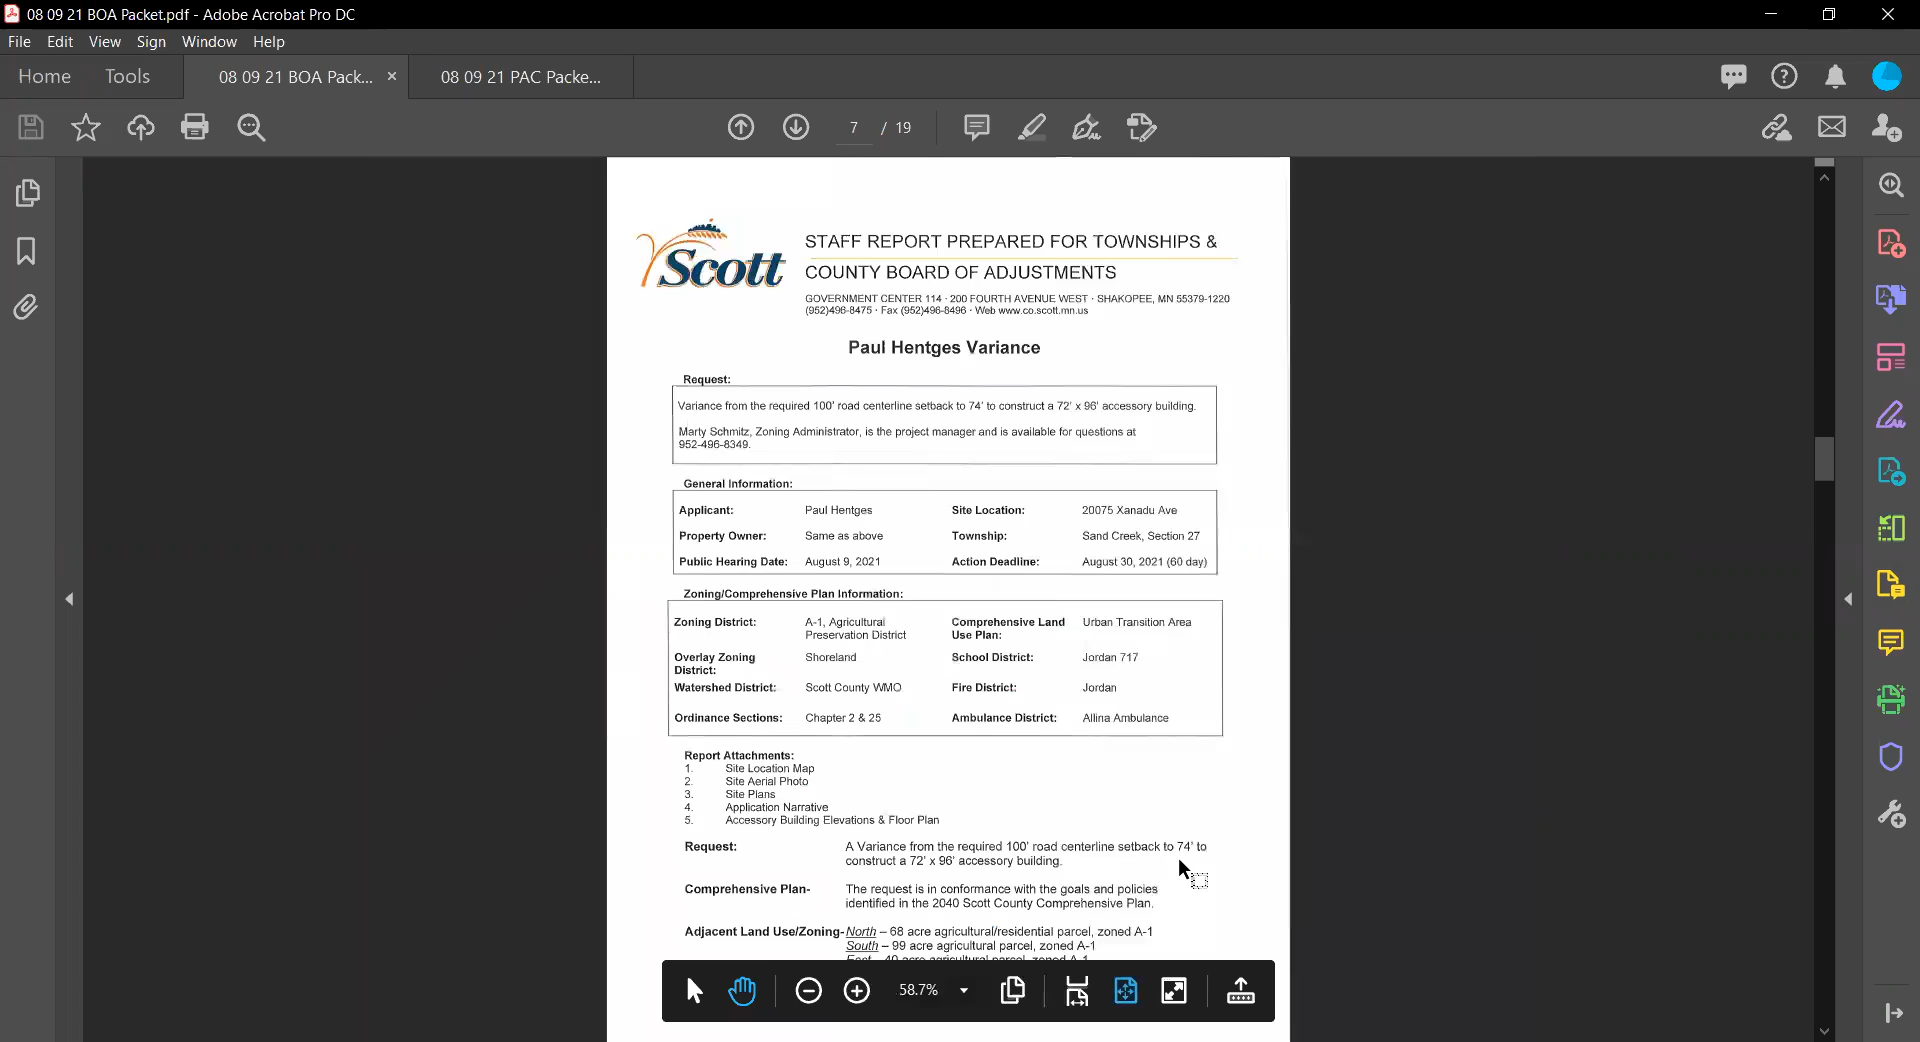 08 09 21 BOA Packet.pdf - Adobe Acrobat Pro DC
File Edit View Sign Window Help
Home Tools 08 09 21 BOA Pack... × 08 09 21 PAC Packe...
7 / 19
Scott
STAFF REPORT PREPARED FOR TOWNSHIPS &
COUNTY BOARD OF ADJUSTMENTS
GOVERNMENT CENTER 114 · 200 FOURTH AVENUE WEST · SHAKOPEE, MN 55379-1220
(952)496-8475 · Fax (952)496-8496 · Web www.co.scott.mn.us
Paul Hentges Variance
Request:
Variance from the required 100' road centerline setback to 74' to construct a 72' x 96' accessory building.
Marty Schmitz, Zoning Administrator, is the project manager and is available for questions at
952-496-8349.
General Information:
Applicant: Paul Hentges Site Location: 20075 Xanadu Ave
Property Owner: Same as above Township: Sand Creek, Section 27
Public Hearing Date: August 9, 2021 Action Deadline: August 30, 2021 (60 day)
Zoning/Comprehensive Plan Information:
Zoning District: A-1, Agricultural Comprehensive Land Urban Transition Area
Preservation District Use Plan:
Overlay Zoning Shoreland School District: Jordan 717
District:
Watershed District: Scott County WMO Fire District: Jordan
Ordinance Sections: Chapter 2 & 25 Ambulance District: Allina Ambulance
Report Attachments:
1. Site Location Map
2. Site Aerial Photo
3. Site Plans
4. Application Narrative
5. Accessory Building Elevations & Floor Plan
Request: A Variance from the required 100' road centerline setback to 74' to
construct a 72' x 96' accessory building.
Comprehensive Plan- The request is in conformance with the goals and policies
identified in the 2040 Scott County Comprehensive Plan.
Adjacent Land Use/Zoning- North – 68 acre agricultural/residential parcel, zoned A-1
South – 99 acre agricultural parcel, zoned A-1
East – 40 acre agricultural parcel, zoned A-1
58.7%